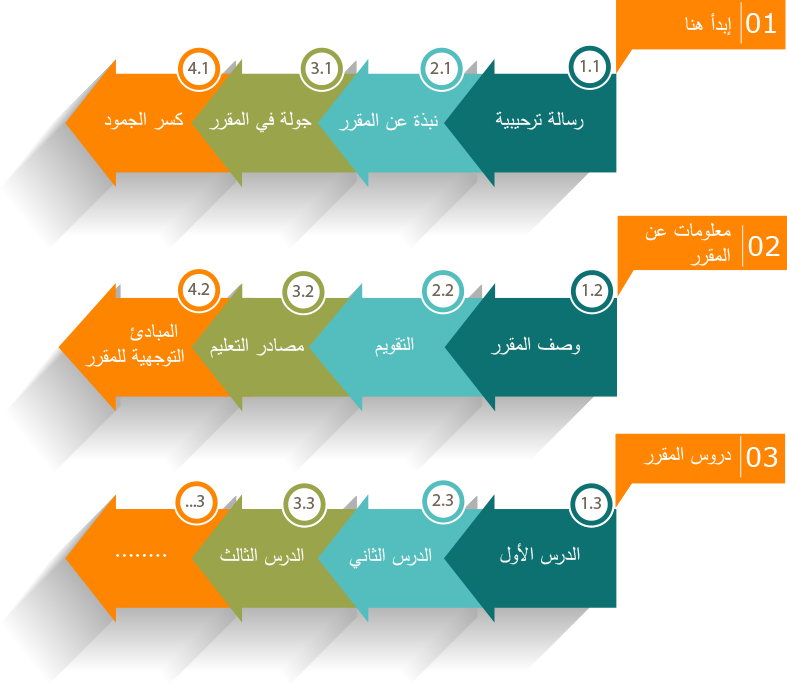 01 إبدأ هنا
1.1
رسالة ترحيبية
2.1
نبذة عن المقرر
3.1
جولة في المقرر
4.1
كسر الجمود
02 معلومات عن
المقرر
1.2
وصف المقرر
2.2
التقويم
3.2
مصادر التعليم
4.2
المبادئ
التوجهية للمقرر
03 دروس المقرر
1.3
الدرس الأول
2.3
الدرس الثاني
3.3
الدرس الثالث
...3
........